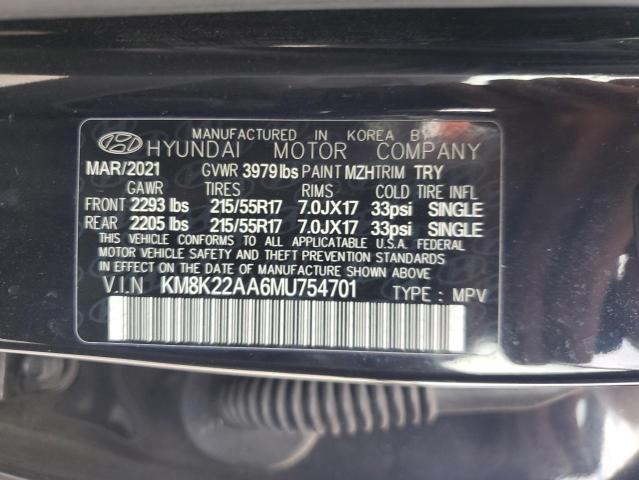 MANUFACTURED IN KOREA BY
HYUNDAI MOTOR COMPANY
MAR/2021 GVWR 3979lbs PAINT MZH TRIM TRY
GAWR TIRES RIMS COLD TIRE INFL
FRONT 2293 lbs 215/55R17 7.0JX17 33psi SINGLE
REAR 2205 lbs 215/55R17 7.0JX17 33psi SINGLE
THIS VEHICLE CONFORMS TO ALL APPLICABLE U.S.A. FEDERAL
MOTOR VEHICLE SAFETY AND THEFT PREVENTION STANDARDS
IN EFFECT ON THE DATE OF MANUFACTURE SHOWN ABOVE.
V.I.N KM8K22AA6MU754701 TYPE : MPV